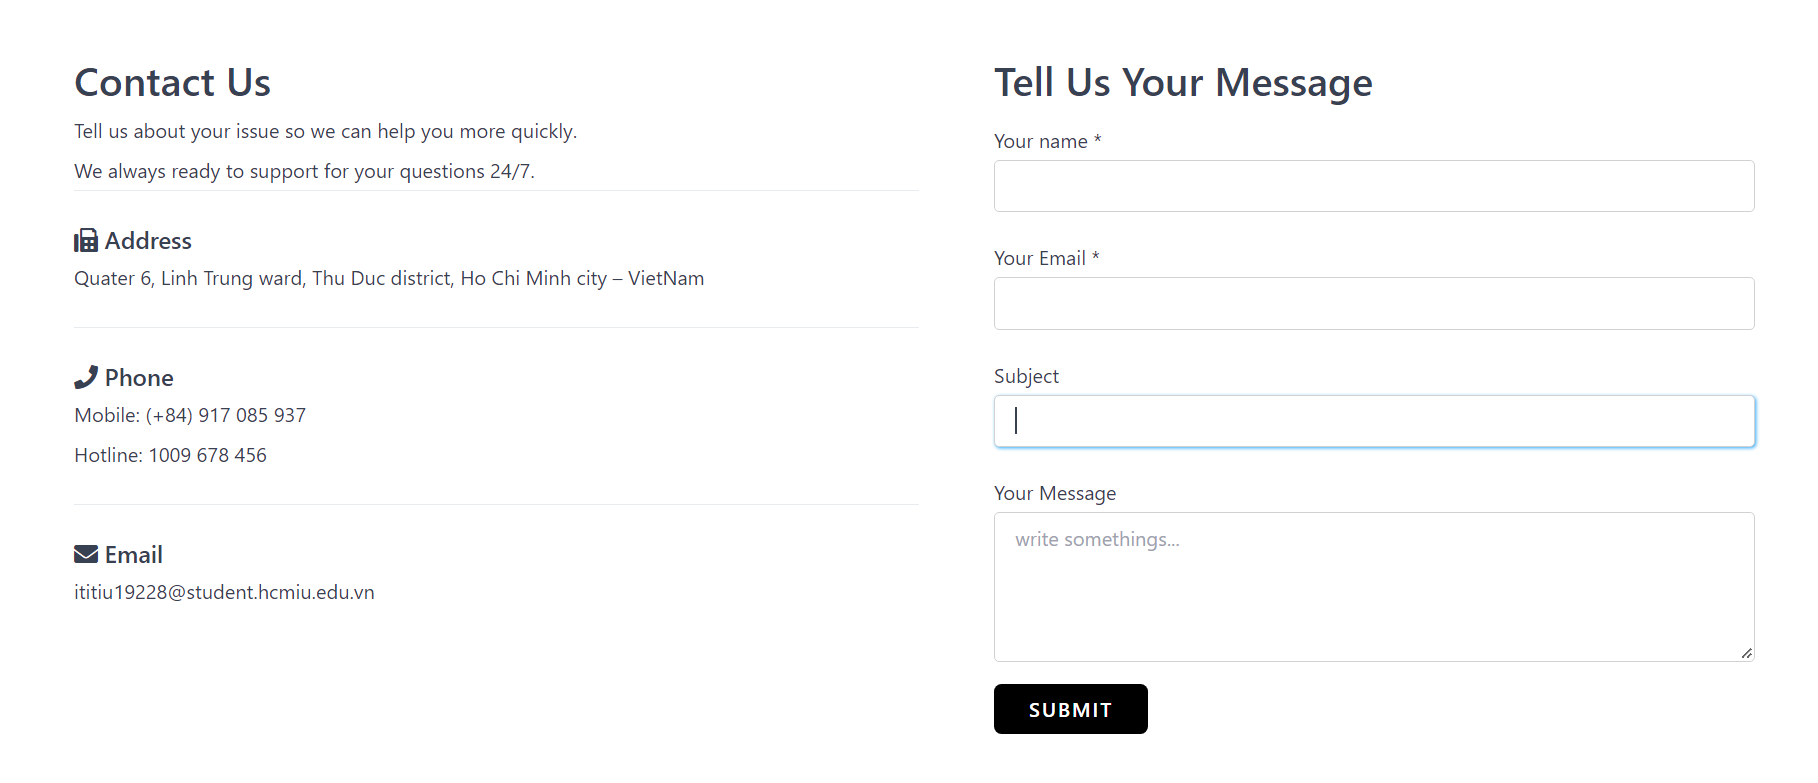 Contact Us
Tell us about your issue so we can help you more quickly.
We always ready to support for your questions 24/7.
Address
Quater 6, Linh Trung ward, Thu Duc district, Ho Chi Minh city – VietNam
Phone
Mobile: (+84) 917 085 937
Hotline: 1009 678 456
Email
ititiu19228@student.hcmiu.edu.vn
Tell Us Your Message
Your name *
Your Email *
Subject
Your Message
write somethings...
SUBMIT